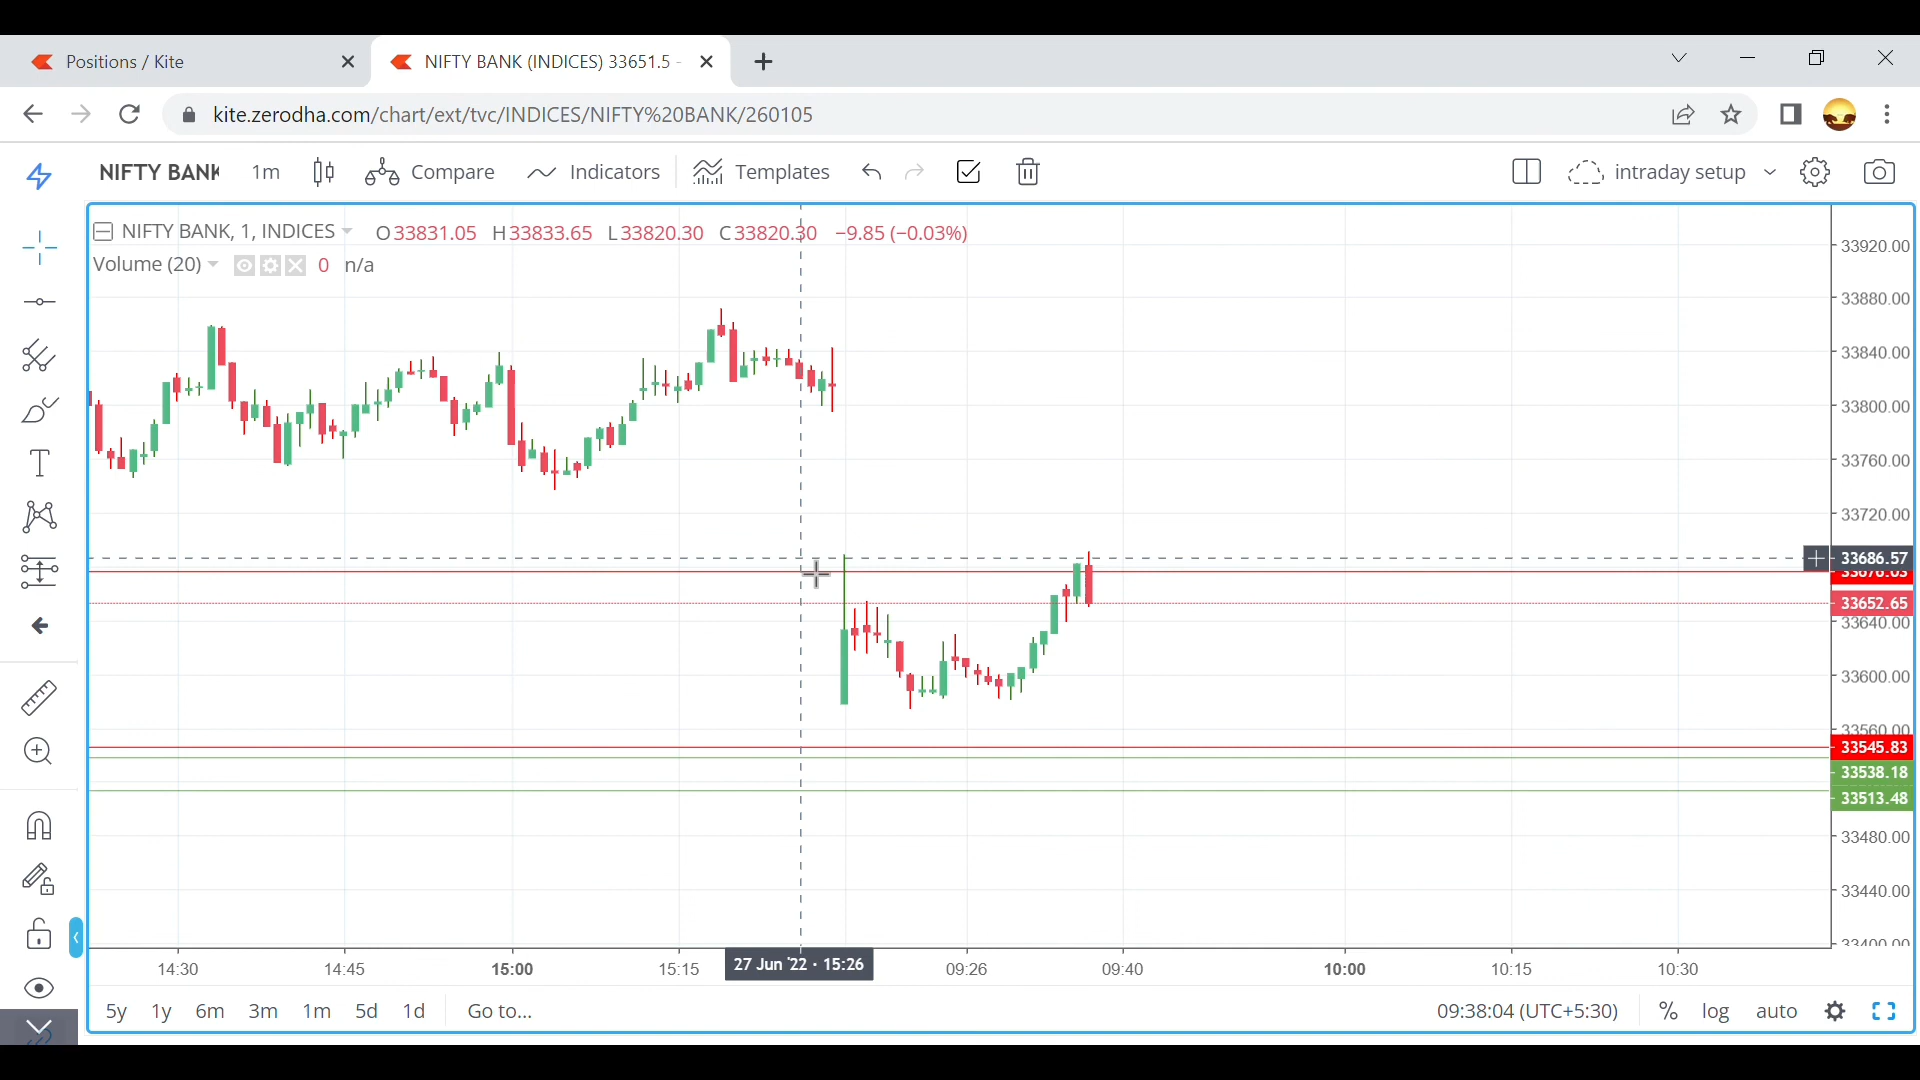 Positions / Kite
NIFTY BANK (INDICES) 33651.5 -
kite.zerodha.com/chart/ext/tvc/INDICES/NIFTY%20BANK/260105
NIFTY BANK 1m Compare Indicators Templates intraday setup
NIFTY BANK, 1, INDICES O33831.05 H33833.65 L33820.30 C33820.30 −9.85 (−0.03%)
Volume (20) 0 n/a
33920.00
33880.00
33840.00
33800.00
33760.00
33720.00
33686.57
33676.03
33652.65
33640.00
33600.00
33560.00
33545.83
33538.18
33513.48
33480.00
33440.00
33400.00
14:30 14:45 15:00 15:15 27 Jun '22 · 15:26 09:26 09:40 10:00 10:15 10:30
5y 1y 6m 3m 1m 5d 1d Go to... 09:38:04 (UTC+5:30) % log auto